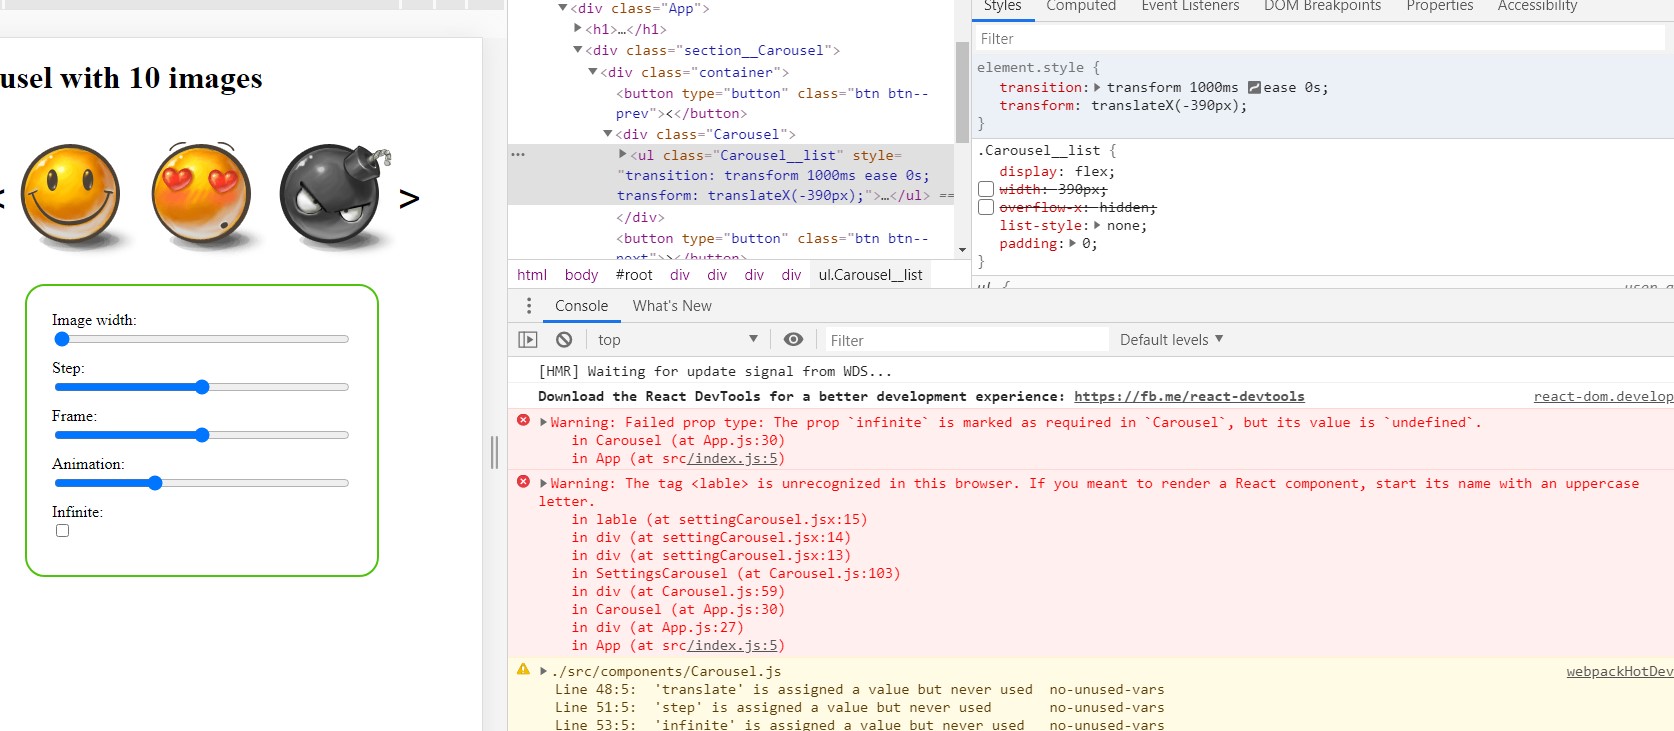 usel with 10 images
>
Image width:
Step:
Frame:
Animation:
Infinite:
▼<div class="App">
▶<h1>…</h1>
▼<div class="section__Carousel">
▼<div class="container">
<button type="button" class="btn btn--
prev"><</button>
▼<div class="Carousel">
▶<ul class="Carousel__list" style=
"transition: transform 1000ms ease 0s;
transform: translateX(-390px);">…</ul> ==
</div>
<button type="button" class="btn btn--
next">></button>
html body #root div div div div ul.Carousel__list
Styles Computed Event Listeners DOM Breakpoints Properties Accessibility
Filter
element.style {
transition:▶ transform 1000ms ease 0s;
transform: translateX(-390px);
}
.Carousel__list {
display: flex;
width: 390px;
overflow-x: hidden;
list-style:▶ none;
padding:▶ 0;
}
ul {
Console What's New
top ▼ Filter Default levels ▼
[HMR] Waiting for update signal from WDS...
Download the React DevTools for a better development experience: https://fb.me/react-devtools react-dom.develop
▶Warning: Failed prop type: The prop `infinite` is marked as required in `Carousel`, but its value is `undefined`.
in Carousel (at App.js:30)
in App (at src/index.js:5)
▶Warning: The tag <lable> is unrecognized in this browser. If you meant to render a React component, start its name with an uppercase
letter.
in lable (at settingCarousel.jsx:15)
in div (at settingCarousel.jsx:14)
in div (at settingCarousel.jsx:13)
in SettingsCarousel (at Carousel.js:103)
in div (at Carousel.js:59)
in Carousel (at App.js:30)
in div (at App.js:27)
in App (at src/index.js:5)
▶./src/components/Carousel.js webpackHotDev
Line 48:5: 'translate' is assigned a value but never used no-unused-vars
Line 51:5: 'step' is assigned a value but never used no-unused-vars
Line 53:5: 'infinite' is assigned a value but never used no-unused-vars